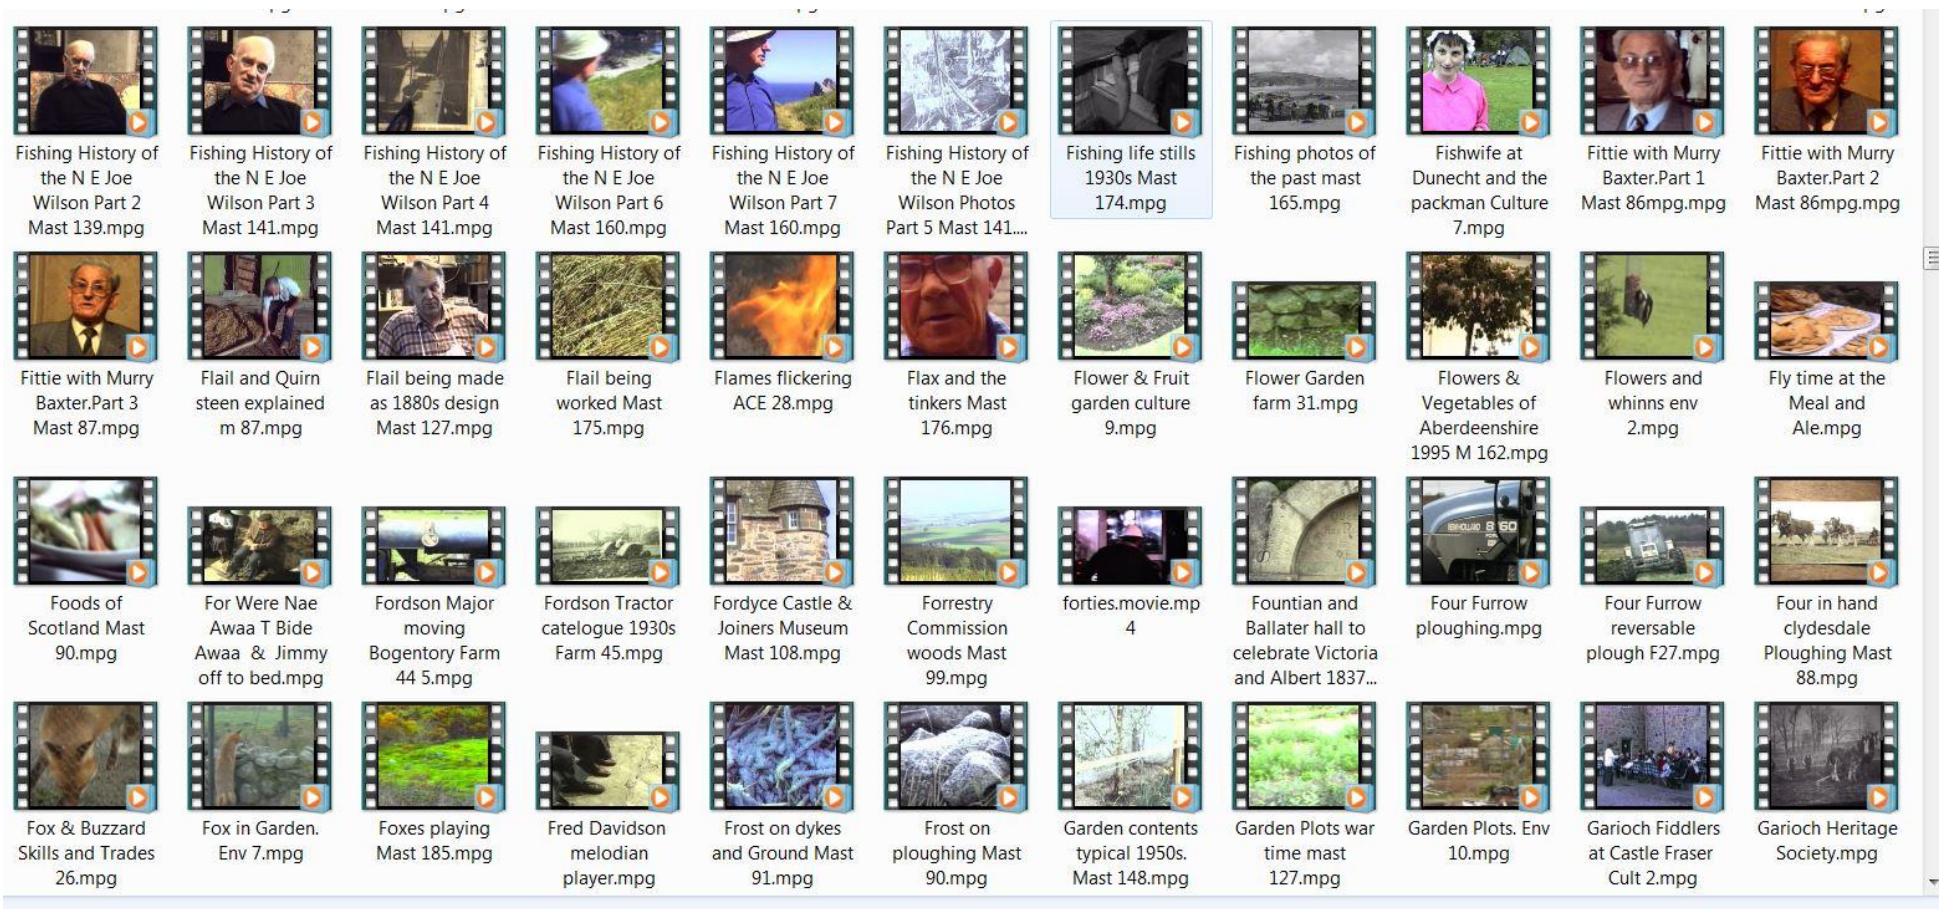 mpg
mpg
mpg
mpg
Fishing History of
the N E Joe
Wilson Part 2
Mast 139.mpg
Fishing History of
the N E Joe
Wilson Part 3
Mast 141.mpg
Fishing History of
the N E Joe
Wilson Part 4
Mast 141.mpg
Fishing History of
the N E Joe
Wilson Part 6
Mast 160.mpg
Fishing History of
the N E Joe
Wilson Part 7
Mast 160.mpg
Fishing History of
the N E Joe
Wilson Photos
Part 5 Mast 141....
Fishing life stills
1930s Mast
174.mpg
Fishing photos of
the past mast
165.mpg
Fishwife at
Dunecht and the
packman Culture
7.mpg
Fittie with Murry
Baxter.Part 1
Mast 86mpg.mpg
Fittie with Murry
Baxter.Part 2
Mast 86mpg.mpg
Fittie with Murry
Baxter.Part 3
Mast 87.mpg
Flail and Quirn
steen explained
m 87.mpg
Flail being made
as 1880s design
Mast 127.mpg
Flail being
worked Mast
175.mpg
Flames flickering
ACE 28.mpg
Flax and the
tinkers Mast
176.mpg
Flower & Fruit
garden culture
9.mpg
Flower Garden
farm 31.mpg
Flowers &
Vegetables of
Aberdeenshire
1995 M 162.mpg
Flowers and
whinns env
2.mpg
Fly time at the
Meal and
Ale.mpg
Foods of
Scotland Mast
90.mpg
For Were Nae
Awaa T Bide
Awaa & Jimmy
off to bed.mpg
Fordson Major
moving
Bogentory Farm
44 5.mpg
Fordson Tractor
catelogue 1930s
Farm 45.mpg
Fordyce Castle &
Joiners Museum
Mast 108.mpg
Forrestry
Commission
woods Mast
99.mpg
forties.movie.mp
4
Fountian and
Ballater hall to
celebrate Victoria
and Albert 1837...
8 60
Four Furrow
ploughing.mpg
Four Furrow
reversable
plough F27.mpg
Four in hand
clydesdale
Ploughing Mast
88.mpg
Fox & Buzzard
Skills and Trades
26.mpg
Fox in Garden.
Env 7.mpg
Foxes playing
Mast 185.mpg
Fred Davidson
melodian
player.mpg
Frost on dykes
and Ground Mast
91.mpg
Frost on
ploughing Mast
90.mpg
Garden contents
typical 1950s.
Mast 148.mpg
Garden Plots war
time mast
127.mpg
Garden Plots. Env
10.mpg
Garioch Fiddlers
at Castle Fraser
Cult 2.mpg
Garioch Heritage
Society.mpg